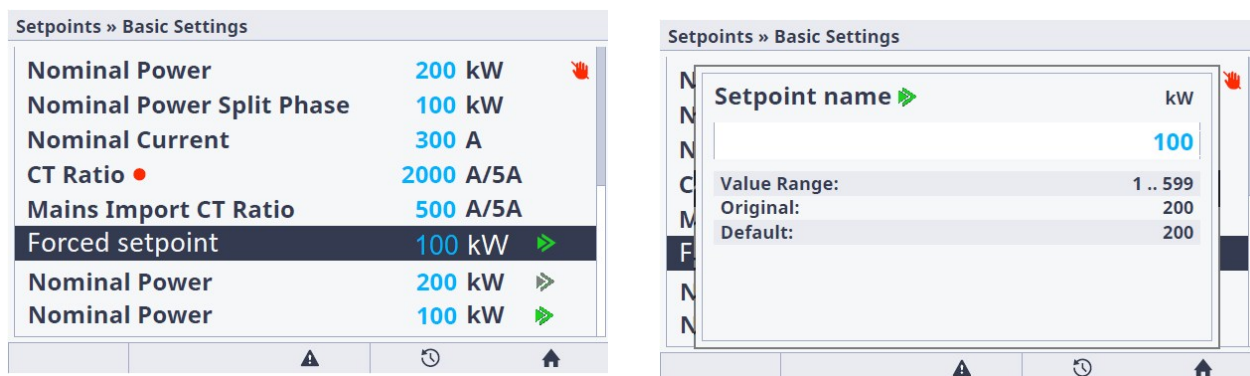 Setpoints » Basic Settings
Nominal Power 200 kW
Nominal Power Split Phase 100 kW
Nominal Current 300 A
CT Ratio 2000 A/5A
Mains Import CT Ratio 500 A/5A
Forced setpoint 100 kW
Nominal Power 200 kW
Nominal Power 100 kW
Setpoints » Basic Settings
N
Setpoint name kW
N
100
N
C
Value Range: 1 .. 599
Original: 200
M
Default: 200
F
N
N